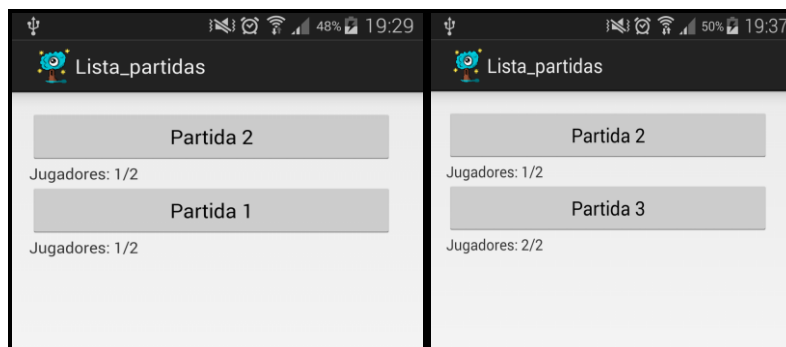 48% 19:29
Lista_partidas
Partida 2
Jugadores: 1/2
Partida 1
Jugadores: 1/2
50% 19:37
Lista_partidas
Partida 2
Jugadores: 1/2
Partida 3
Jugadores: 2/2